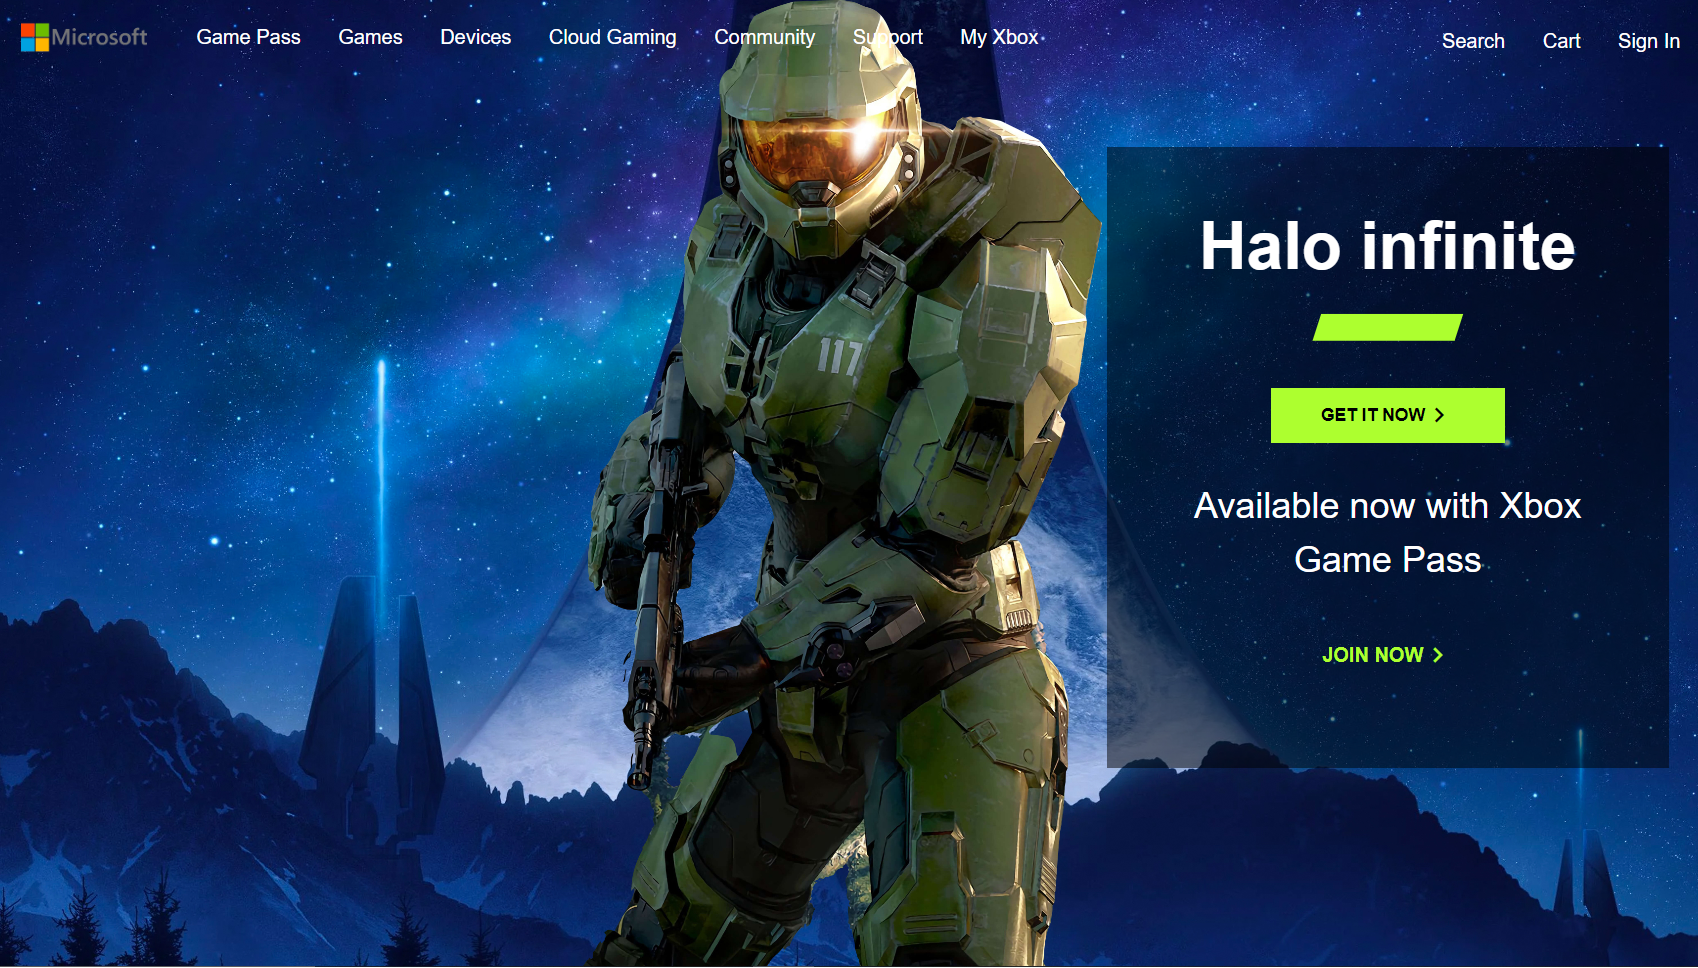 Microsoft Game Pass Games Devices Cloud Gaming Community Support My Xbox Search Cart Sign In
117
Halo infinite
GET IT NOW
Available now with Xbox
Game Pass
JOIN NOW